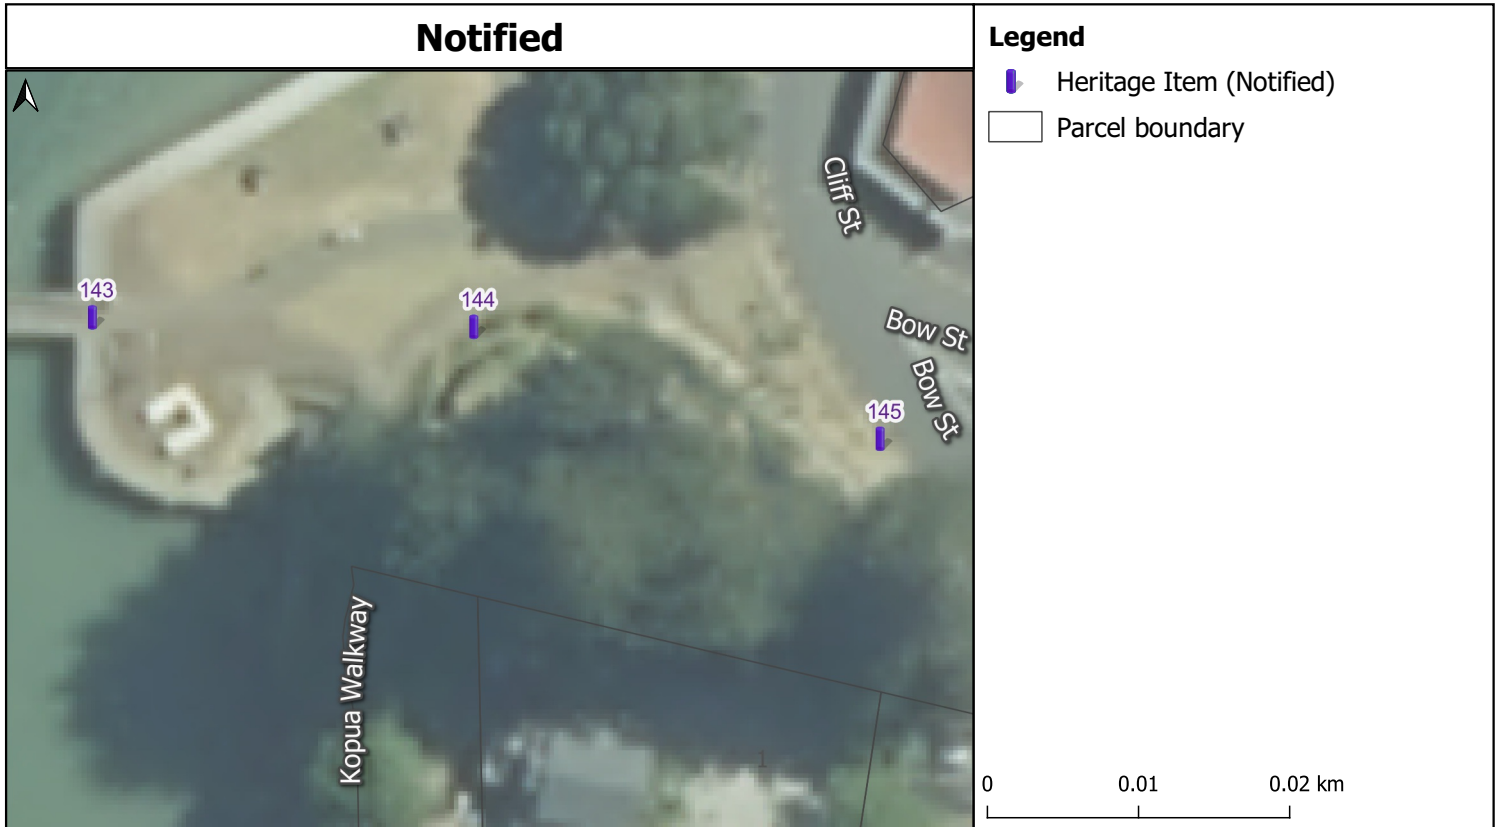 Notified
Legend
Heritage Item (Notified)
Parcel boundary
Cliff St
143
144
Bow St
Bow St
145
Kopua Walkway
1
0 0.01 0.02 km